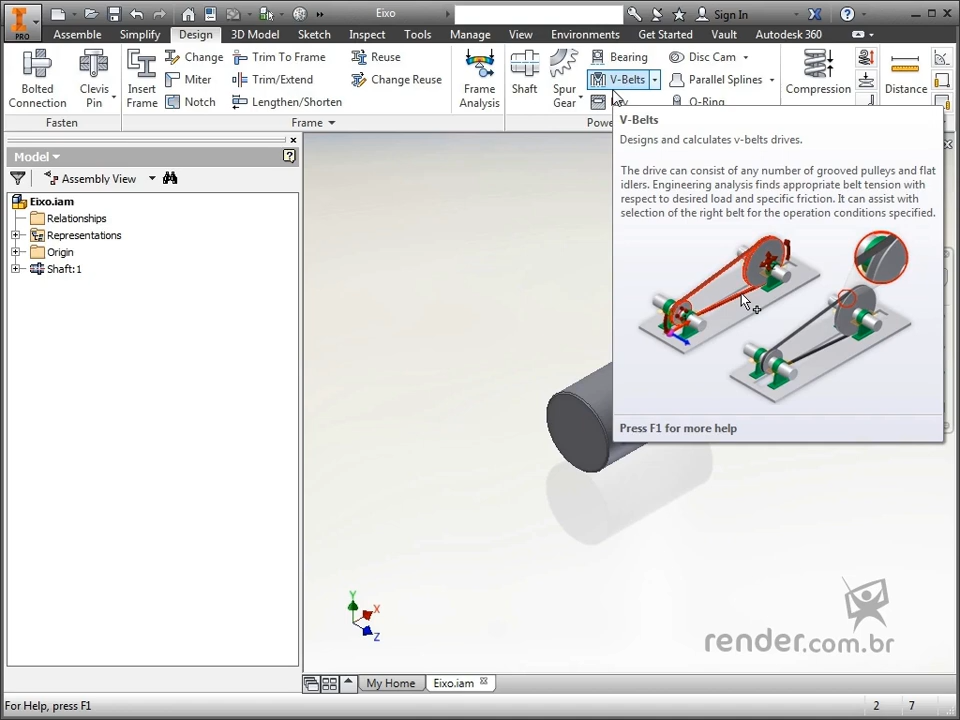 PRO
Eixo
Sign In
Assemble Simplify Design 3D Model Sketch Inspect Tools Manage View Environments Get Started Vault Autodesk 360
Bolted Connection
Clevis Pin
Insert Frame
Change
Miter
Notch
Trim To Frame
Trim/Extend
Lengthen/Shorten
Reuse
Change Reuse
Frame Analysis
Shaft
Spur Gear
Bearing
V-Belts
Disc Cam
Parallel Splines
O-Ring
Compression
Distance
Fasten
Frame
Model
Assembly View
Eixo.iam
Relationships
Representations
Origin
Shaft:1
V-Belts
Designs and calculates v-belts drives.
The drive can consist of any number of grooved pulleys and flat
idlers. Engineering analysis finds appropriate belt tension with
respect to desired load and specific friction. It can assist with
selection of the right belt for the operation conditions specified.
Press F1 for more help
Y
X
Z
render.com.br
My Home
Eixo.iam
For Help, press F1
2 7